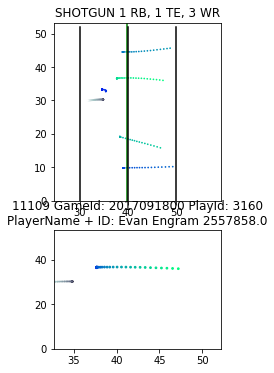 SHOTGUN 1 RB, 1 TE, 3 WR
50
40
30
20
10
0
30 40 50
11109 GameId: 2017091800 PlayId: 3160
PlayerName + ID: Evan Engram 2557858.0
40
20
0
35 40 45 50